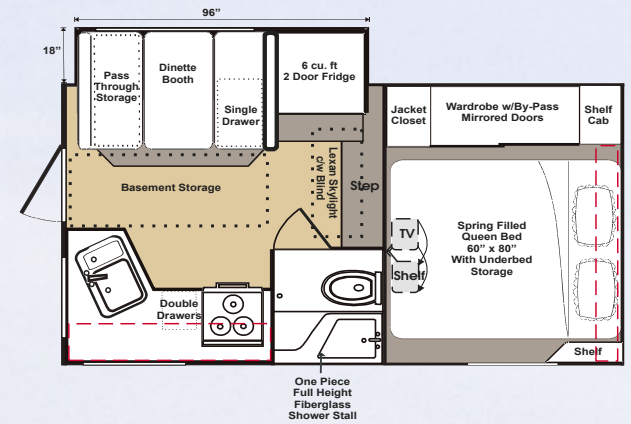 96”
18”
Pass
Through
Storage
Dinette
Booth
Single
Drawer
6 cu. ft
2 Door Fridge
Jacket
Closet
Wardrobe w/By-Pass
Mirrored Doors
Shelf
Cab
Basement Storage
Lexan Skylight
c/w Blind
Step
TV
Shelf
Spring Filled
Queen Bed
60” x 80”
With Underbed
Storage
Double
Drawers
Shelf
One Piece
Full Height
Fiberglass
Shower Stall